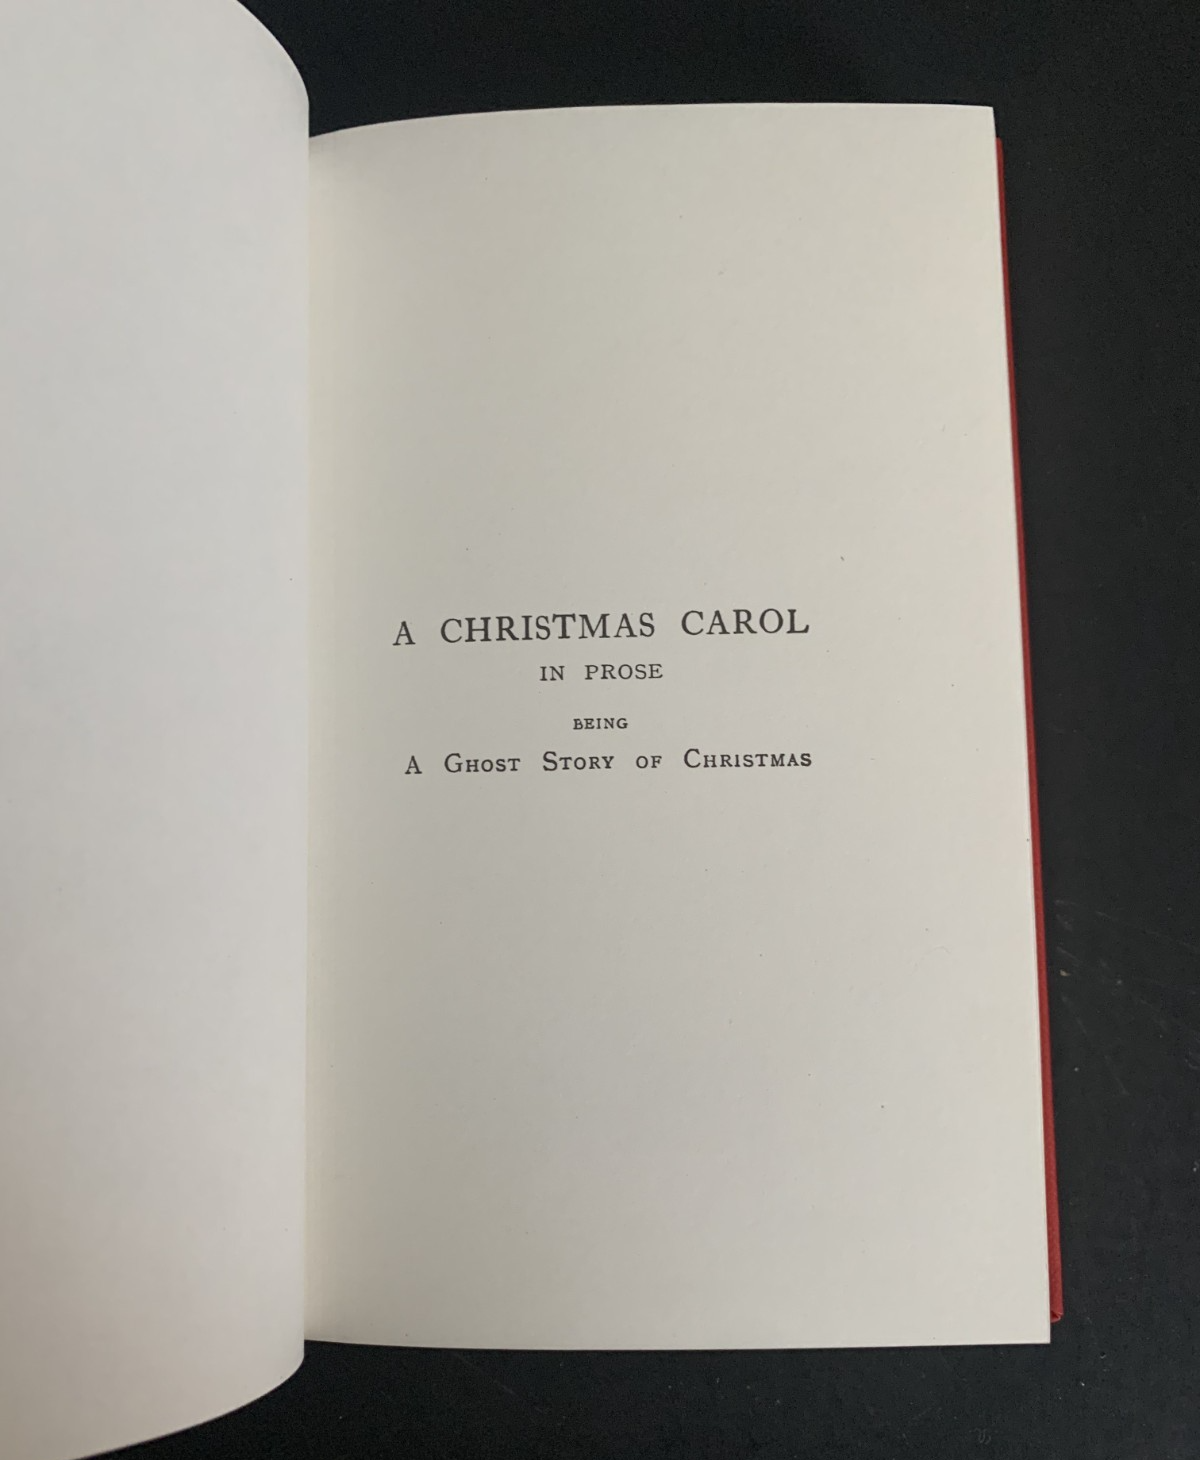 A CHRISTMAS CAROL
IN PROSE
BEING
A GHOST STORY OF CHRISTMAS